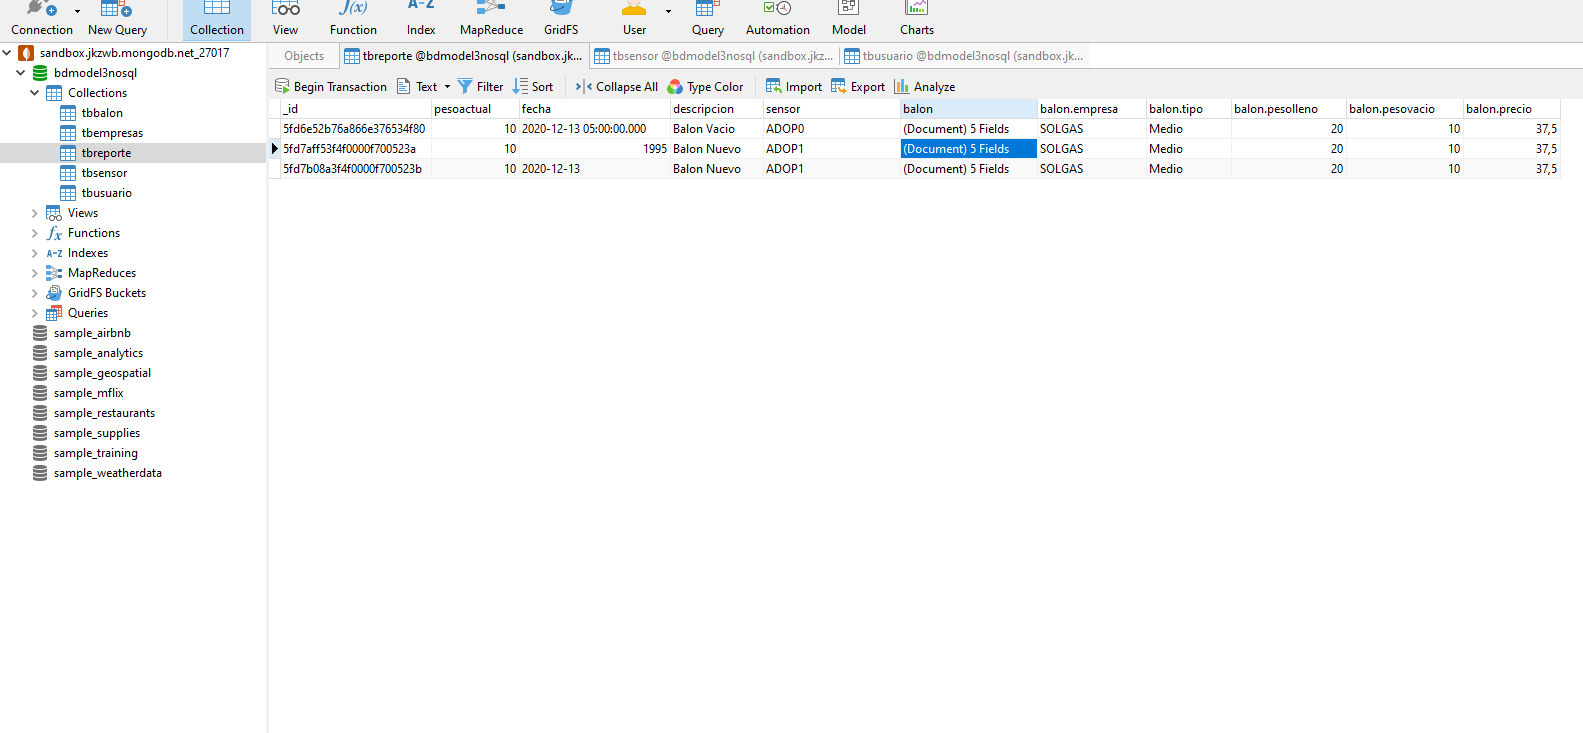 Connection New Query Collection View Function Index MapReduce GridFS User Query Automation Model Charts
sandbox.jkzwb.mongodb.net_27017
bdmodel3nosql
Collections
tbbalon
tbempresas
tbreporte
tbsensor
tbusuario
Views
Functions
Indexes
MapReduces
GridFS Buckets
Queries
sample_airbnb
sample_analytics
sample_geospatial
sample_mflix
sample_restaurants
sample_supplies
sample_training
sample_weatherdata
Objects tbreporte @bdmodel3nosql (sandbox.jk... tbsensor @bdmodel3nosql (sandbox.jkz... tbusuario @bdmodel3nosql (sandbox.jk...
Begin Transaction Text Filter Sort Collapse All Type Color Import Export Analyze
_id pesoactual fecha descripcion sensor balon balon.empresa balon.tipo balon.pesolleno balon.pesovacio balon.precio
5fd6e52b76a866e376534f80 10 2020-12-13 05:00:00.000 Balon Vacio ADOP0 (Document) 5 Fields SOLGAS Medio 20 10 37,5
5fd7aff53f4f0000f700523a 10 1995 Balon Nuevo ADOP1 (Document) 5 Fields SOLGAS Medio 20 10 37,5
5fd7b08a3f4f0000f700523b 10 2020-12-13 Balon Nuevo ADOP1 (Document) 5 Fields SOLGAS Medio 20 10 37,5